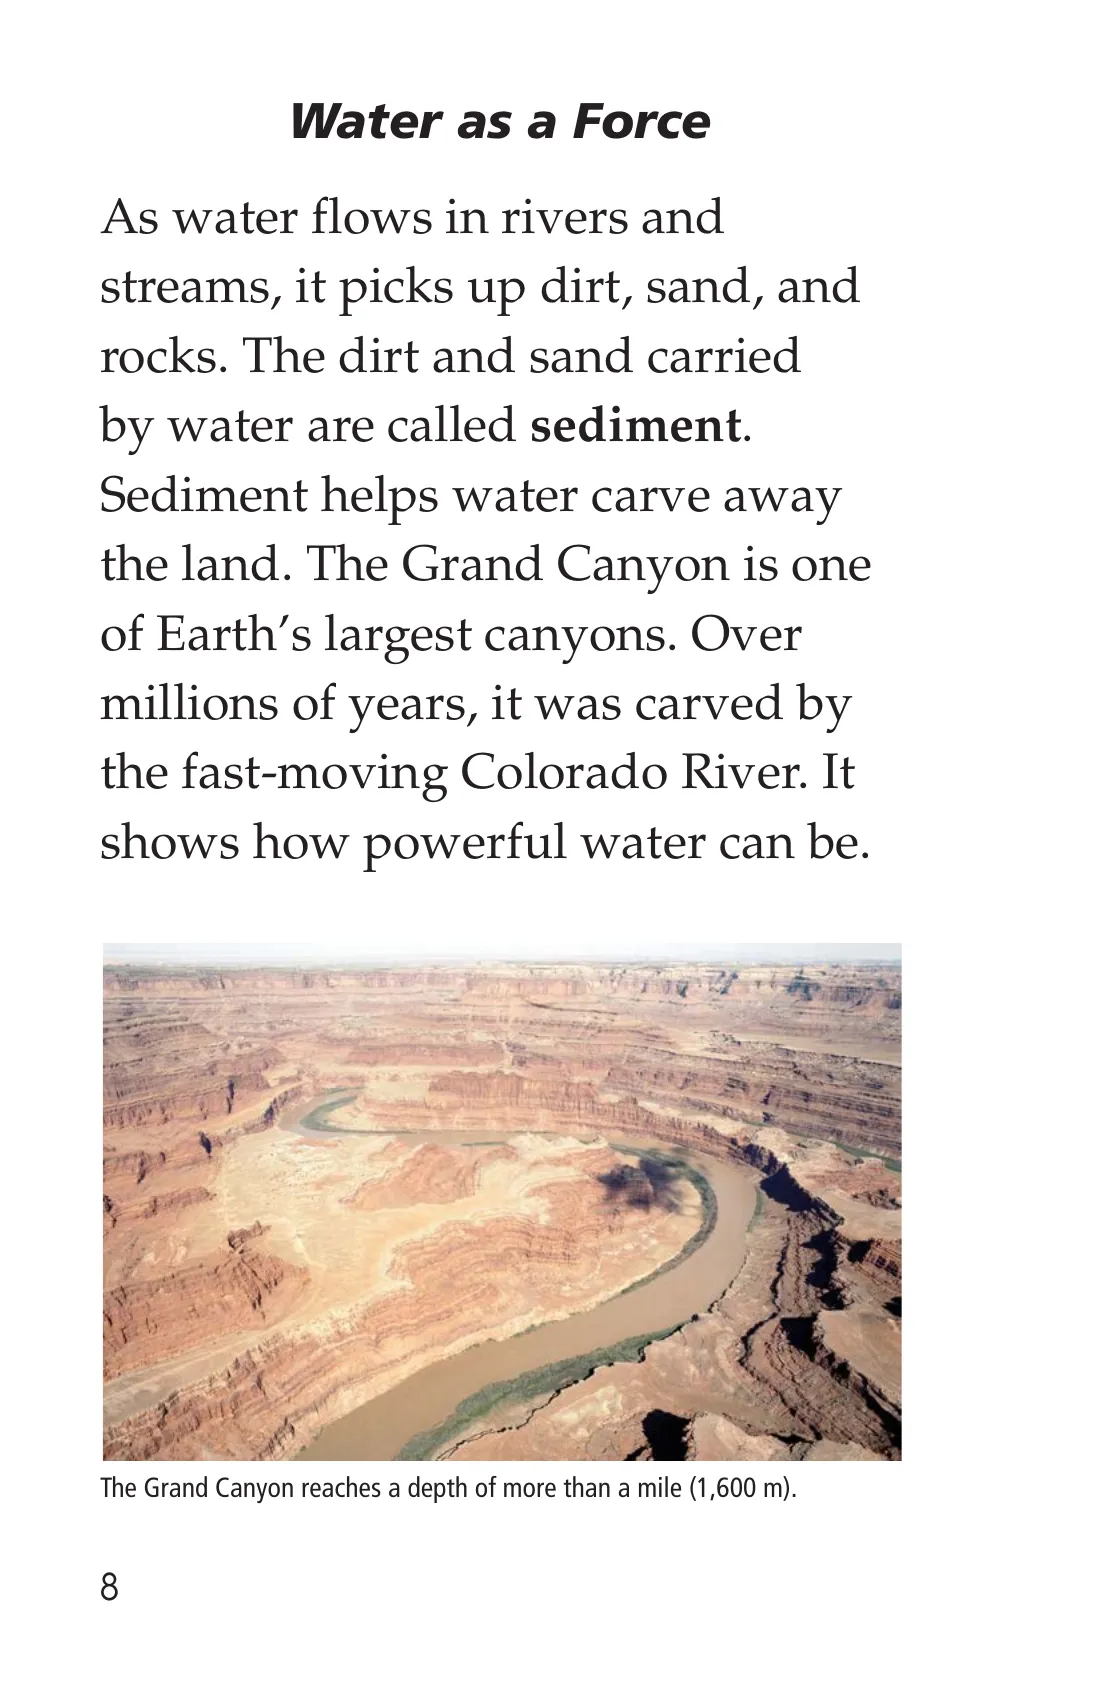 Water as a Force
As water flows in rivers and
streams, it picks up dirt, sand, and
rocks. The dirt and sand carried
by water are called sediment.
Sediment helps water carve away
the land. The Grand Canyon is one
of Earth’s largest canyons. Over
millions of years, it was carved by
the fast-moving Colorado River. It
shows how powerful water can be.
The Grand Canyon reaches a depth of more than a mile (1,600 m).
8